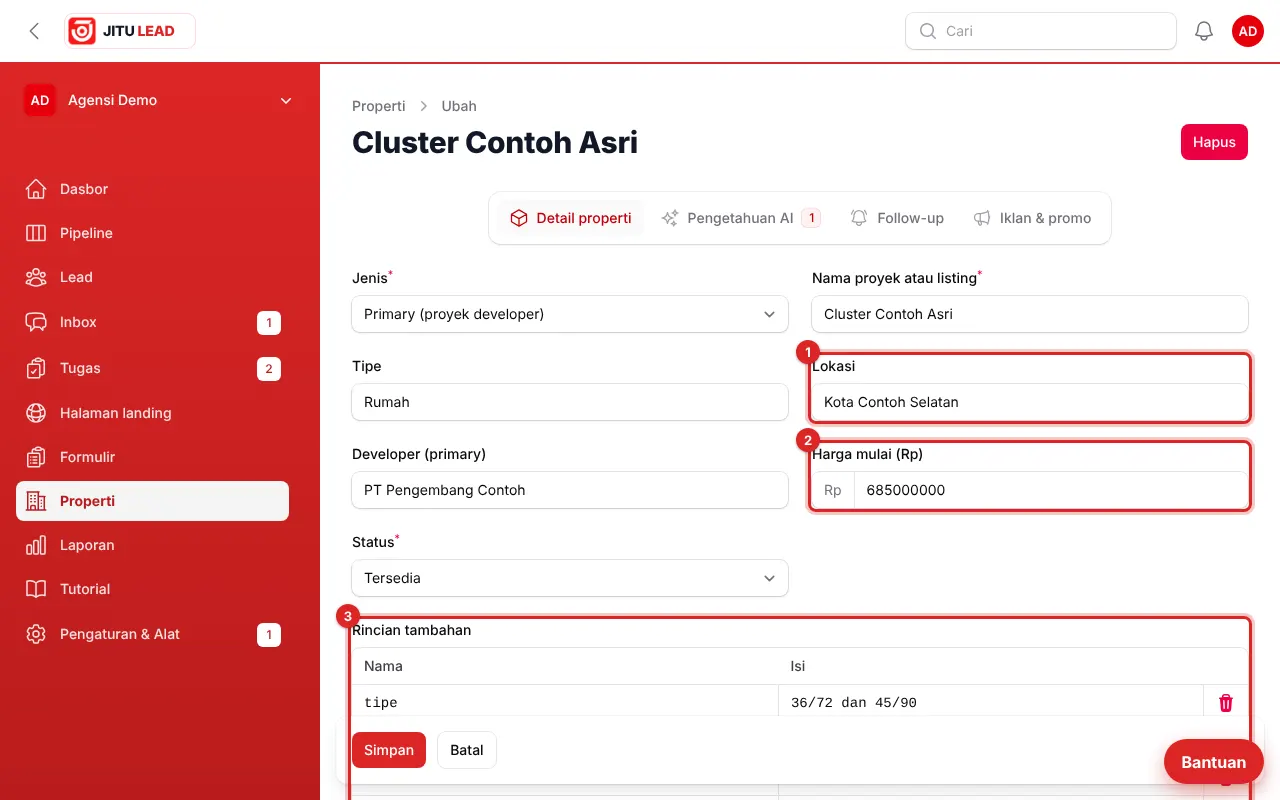 JITU LEAD
Cari
AD
AD
Agensi Demo
Dasbor
Pipeline
Lead
Inbox
1
Tugas
2
Halaman landing
Formulir
Properti
Laporan
Tutorial
Pengaturan & Alat
1
Properti > Ubah
Cluster Contoh Asri
Hapus
Detail properti
Pengetahuan AI 1
Follow-up
Iklan & promo
Jenis*
Primary (proyek developer)
Nama proyek atau listing*
Cluster Contoh Asri
Tipe
Rumah
1
Lokasi
Kota Contoh Selatan
Developer (primary)
PT Pengembang Contoh
2
Harga mulai (Rp)
Rp 685000000
Status*
Tersedia
3
Rincian tambahan
Nama Isi
tipe 36/72 dan 45/90
Simpan
Batal
Bantuan